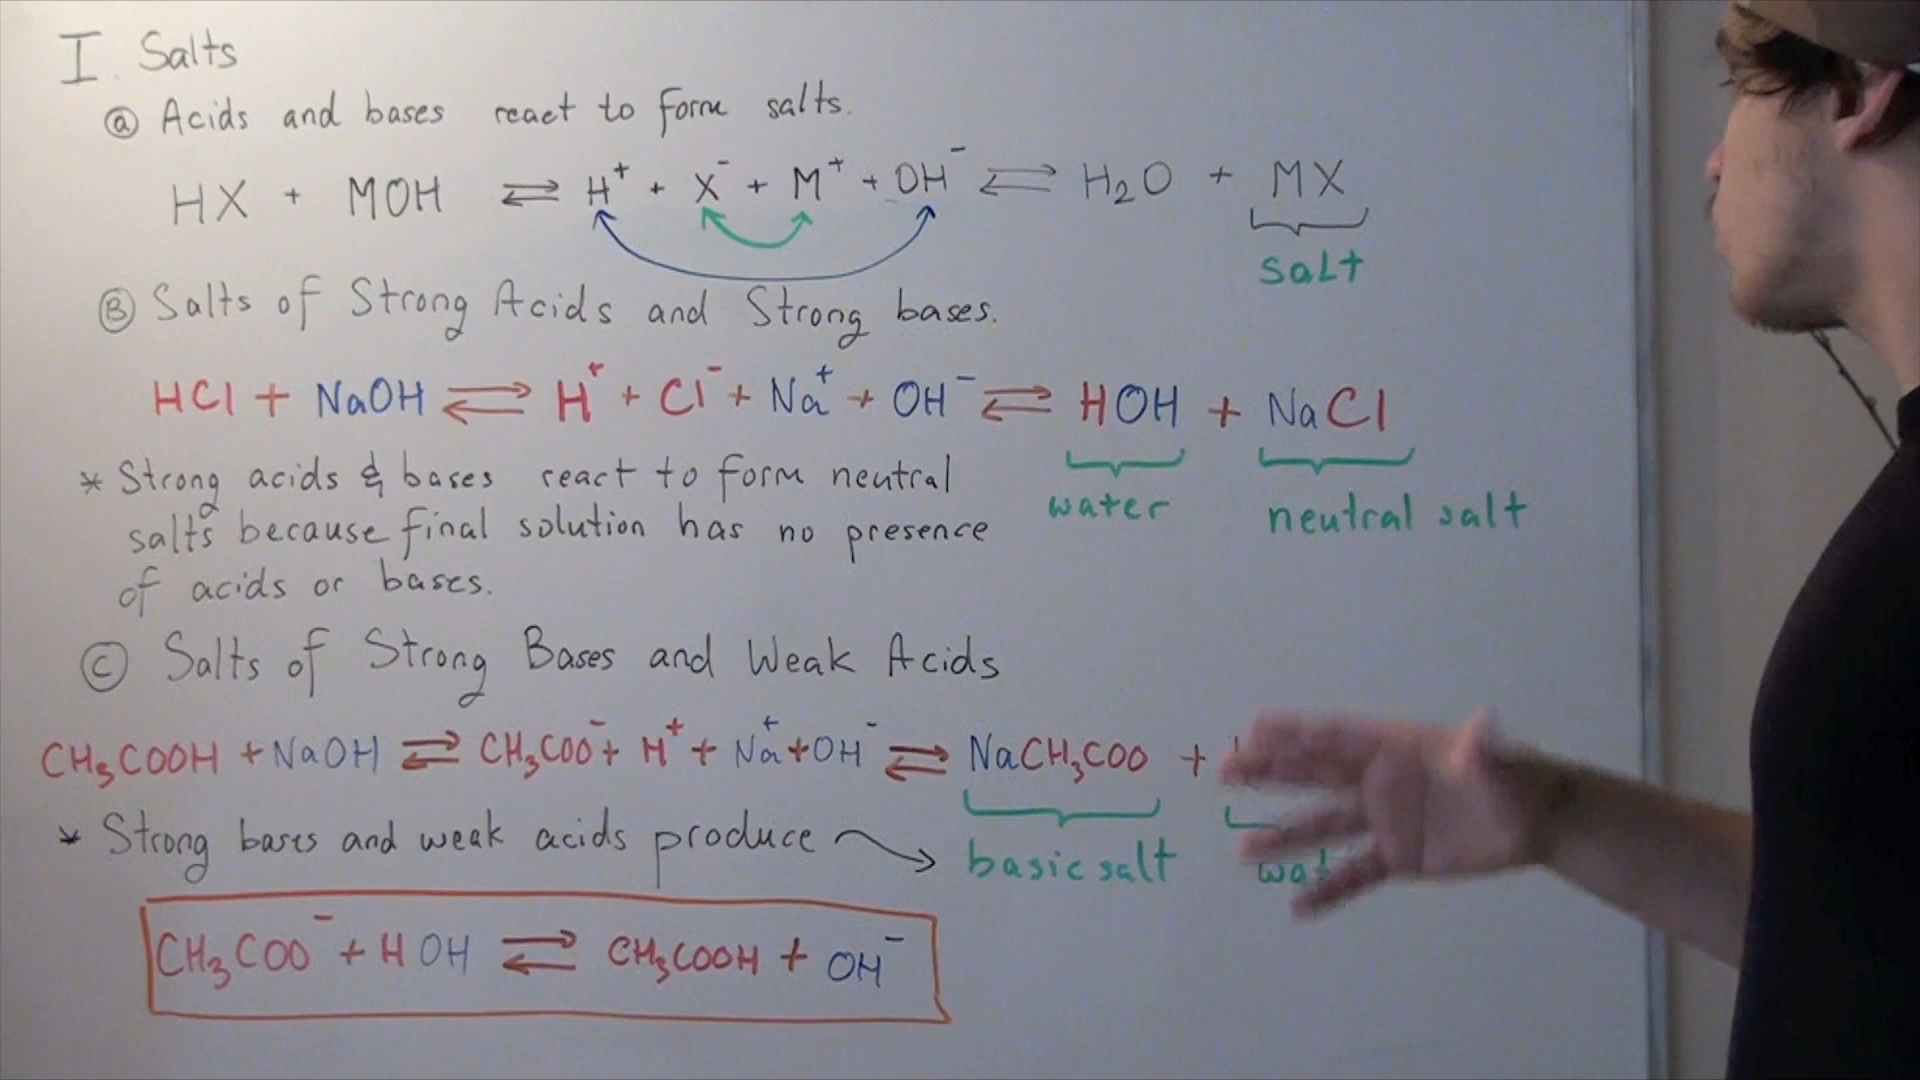 I. Salts
ⓐ Acids and bases react to form salts.
HX + MOH ⇌ H⁺ + X⁻ + M⁺ + OH⁻ ⇌ H₂O + MX
salt
Ⓑ Salts of Strong Acids and Strong bases.
HCl + NaOH ⇌ H⁺ + Cl⁻ + Na⁺ + OH⁻ ⇌ HOH + NaCl
water neutral salt
* Strong acids & bases react to form neutral
salts because final solution has no presence
of acids or bases.
Ⓒ Salts of Strong Bases and Weak Acids
CH₃COOH + NaOH ⇌ CH₃COO⁻ + H⁺ + Na⁺ + OH⁻ ⇌ NaCH₃COO +
* Strong bases and weak acids produce → basic salt
CH₃COO⁻ + HOH ⇌ CH₃COOH + OH⁻